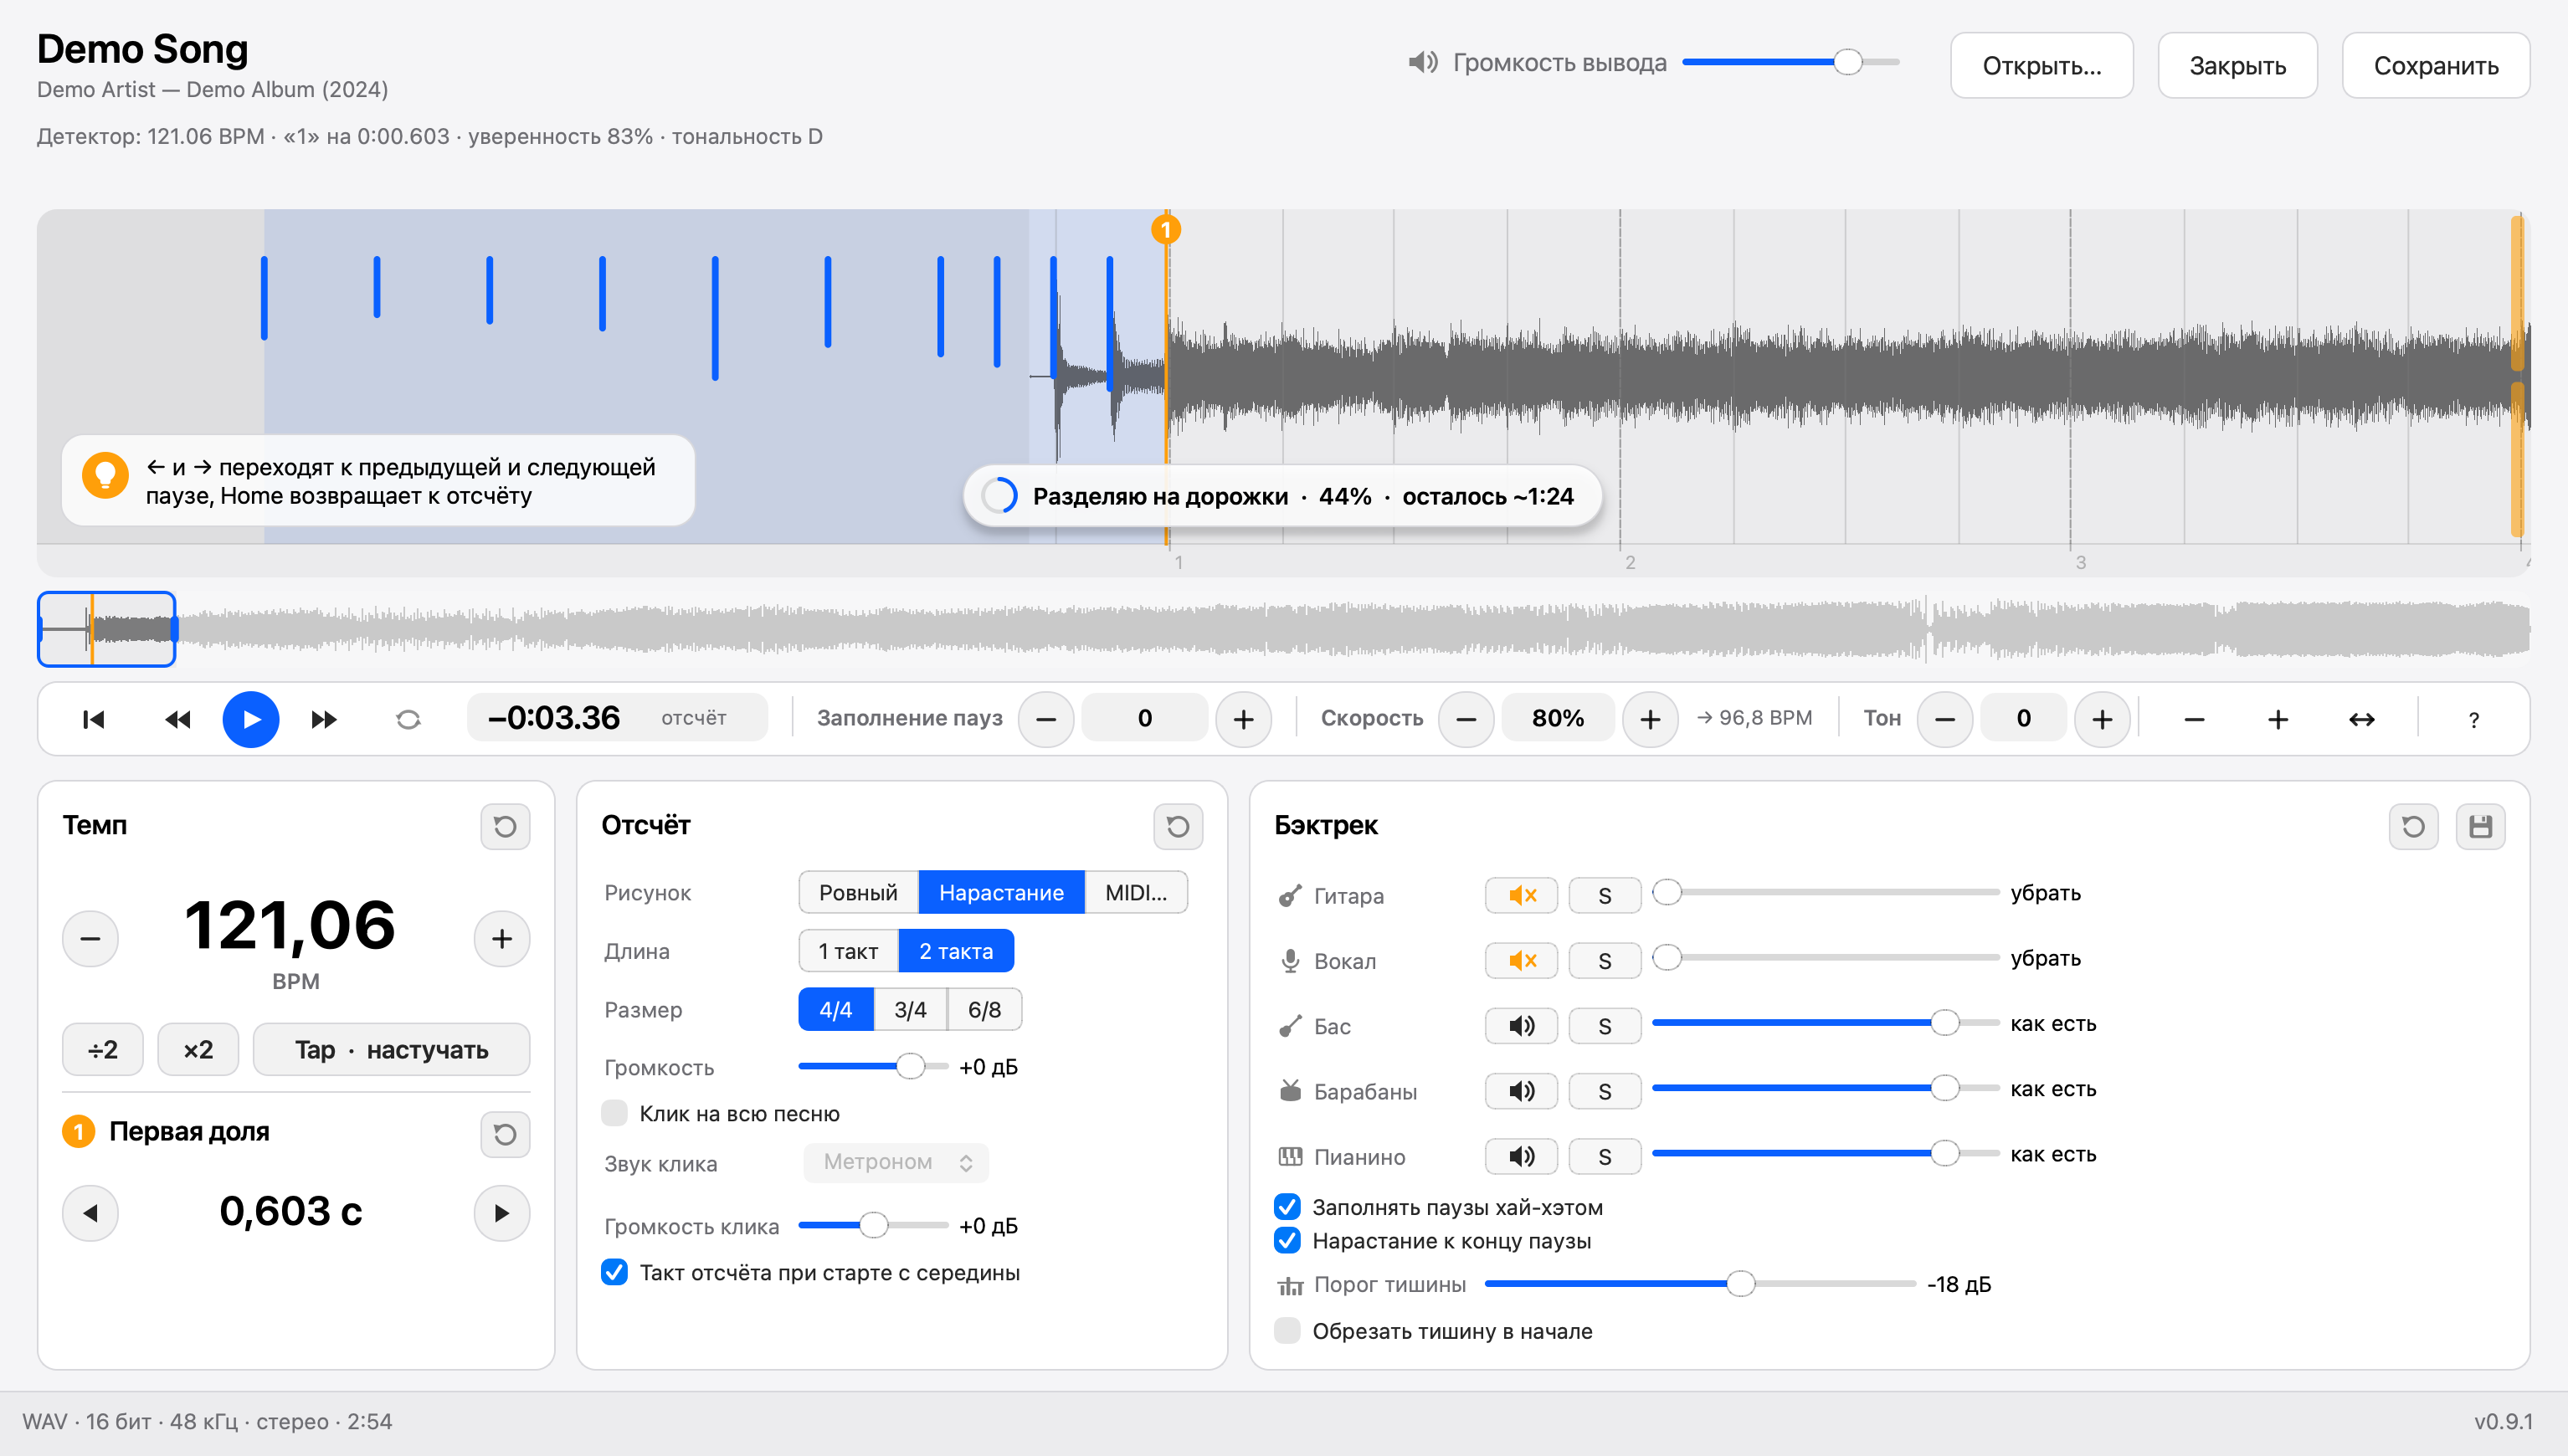 Demo Song
Demo Artist — Demo Album (2024)
Детектор: 121.06 BPM · «1» на 0:00.603 · уверенность 83% · тональность D
Громкость вывода
Открыть...
Закрыть
Сохранить
1
← и → переходят к предыдущей и следующей
паузе, Home возвращает к отсчёту
Разделяю на дорожки · 44% · осталось ~1:24
1
2
3
−0:03.36 отсчёт
Заполнение пауз − 0 +
Скорость − 80% + → 96,8 BPM
Тон − 0 +
− + ↔ ?
Темп
− 121,06 +
BPM
÷2
×2
Tap · настучать
1 Первая доля
0,603 с
Отсчёт
Рисунок Ровный Нарастание MIDI...
Длина 1 такт 2 такта
Размер 4/4 3/4 6/8
Громкость +0 дБ
Клик на всю песню
Звук клика Метроном
Громкость клика +0 дБ
Такт отсчёта при старте с середины
Бэктрек
Гитара S убрать
Вокал S убрать
Бас S как есть
Барабаны S как есть
Пианино S как есть
Заполнять паузы хай-хэтом
Нарастание к концу паузы
Порог тишины -18 дБ
Обрезать тишину в начале
WAV · 16 бит · 48 кГц · стерео · 2:54
v0.9.1